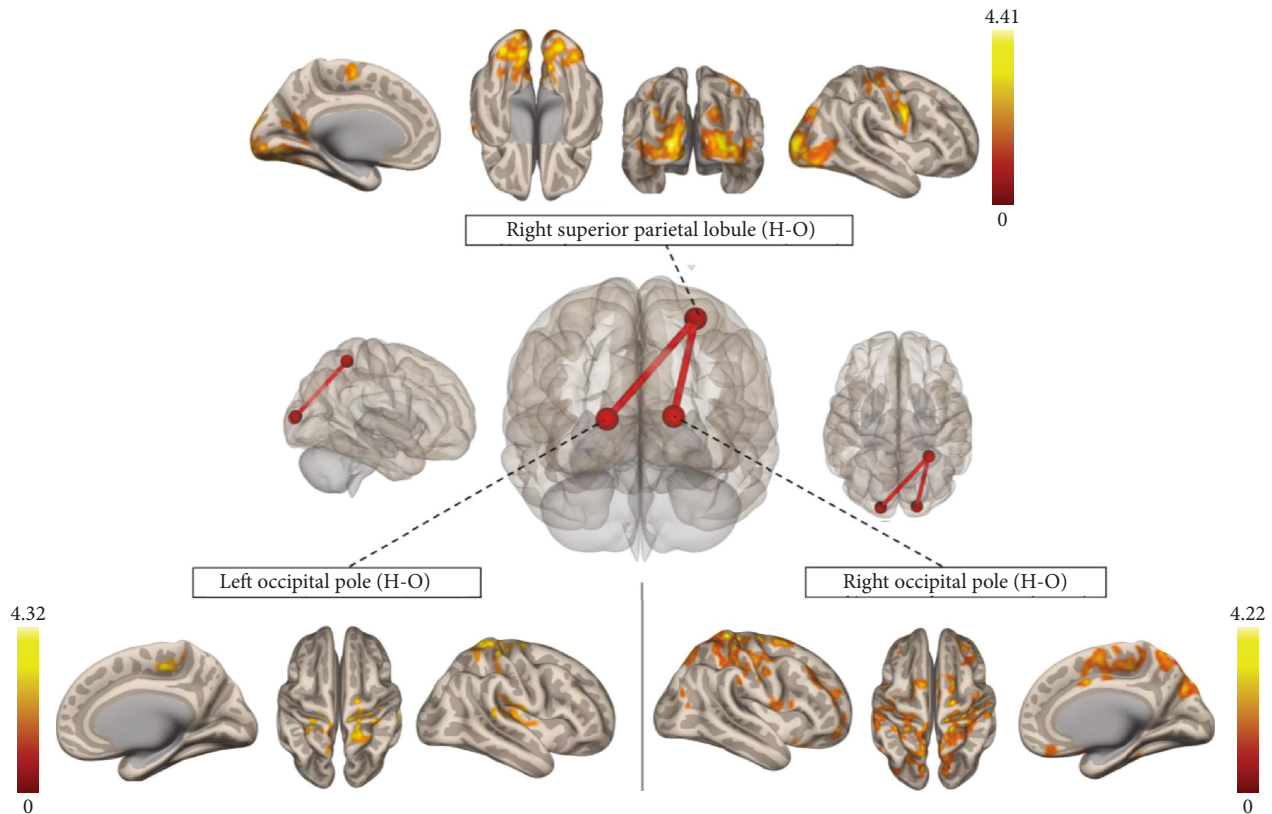 4.41
0
Right superior parietal lobule (H-O)
Left occipital pole (H-O)
Right occipital pole (H-O)
4.32
0
4.22
0